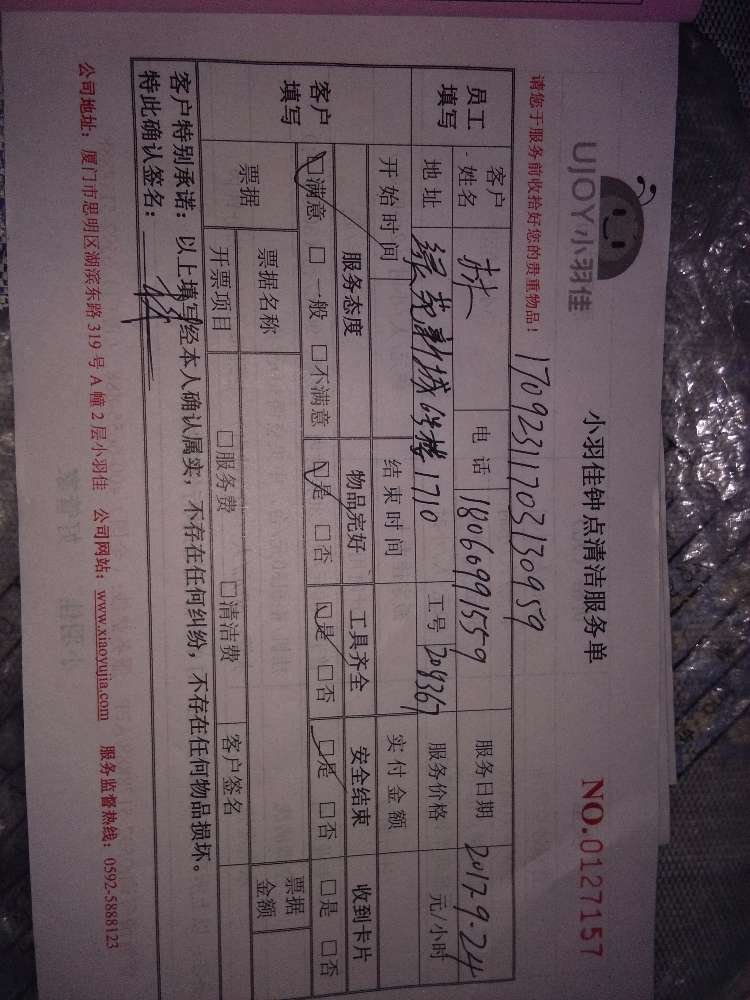 UJOY小羽佳
小羽佳钟点清洁服务单
NO.0127157
请您于服务前收拾好您的贵重物品！
17092311703130959
员工填写
客户姓名 林 电话 18060991559 服务日期 2017-9-24
地址 绿苑新城 楼1710 工号 204367 服务价格 元/小时
开始时间 结束时间 实付金额
客户填写
服务态度 物品完好 工具齐全 安全结束 收到卡片
☑满意 □一般 □不满意 ☑是 □否 ☑是 □否 ☑是 □否 □是 □否
票据 票据名称 票据金额
开票项目 □服务费 □清洁费 客户签名
客户特别承诺：以上填写经本人确认属实，不存在任何纠纷，不存在任何物品损坏。
特此确认签名： 林
公司地址：厦门市思明区湖滨东路 319 号 A 幢 2 层小羽佳 公司网站：www.xiaoyujia.com 服务监督热线：0592-5888123